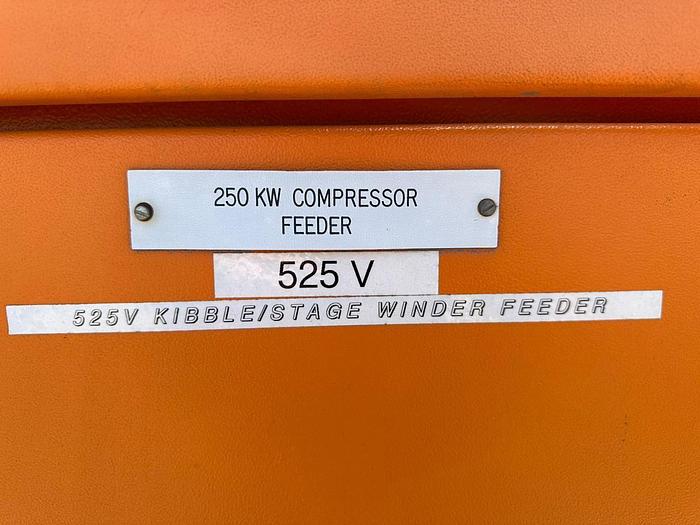 250 KW COMPRESSOR
FEEDER
525 V
525V KIBBLE/STAGE WINDER FEEDER